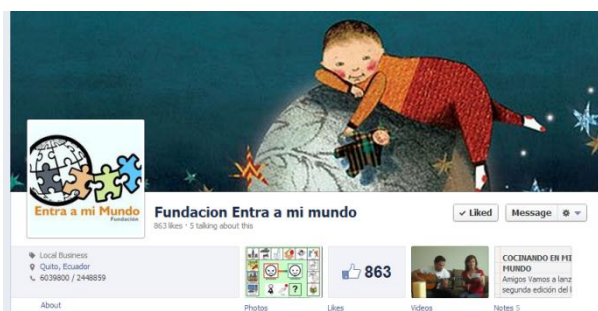 Entra a mi Mundo
Fundación
Fundacion Entra a mi mundo
863 likes · 5 talking about this
Liked
Message
Local Business
Quito, Ecuador
6039800 / 2448859
About
?
863
COCINANDO EN MI
MUNDO
Amigos Vamos a lanz
segunda edición del l
Photos
Likes
Videos
Notes 5